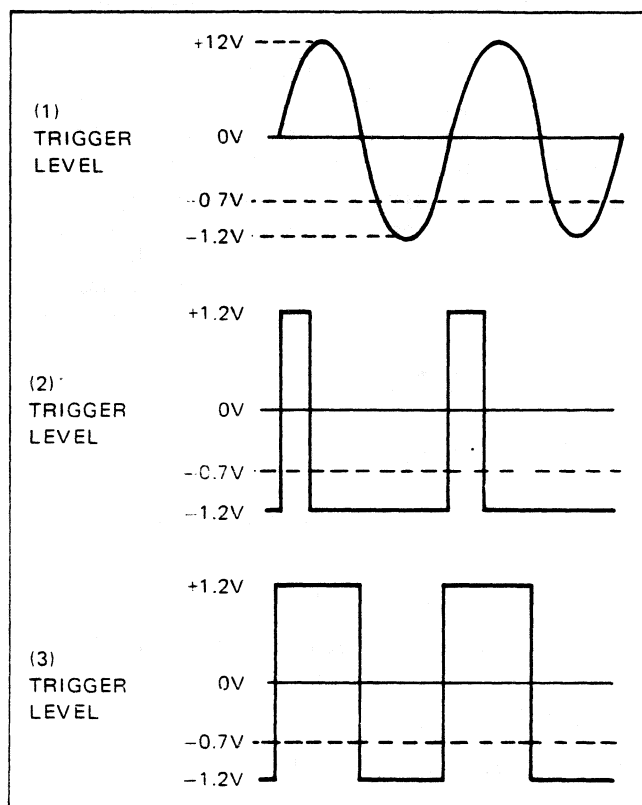 +12V
(1)
TRIGGER
LEVEL
0V
-0 7V
-1.2V
+1.2V
(2)
TRIGGER
LEVEL
0V
-0.7V
-1.2V
+1.2V
(3)
TRIGGER
LEVEL
0V
-0.7V
-1.2V